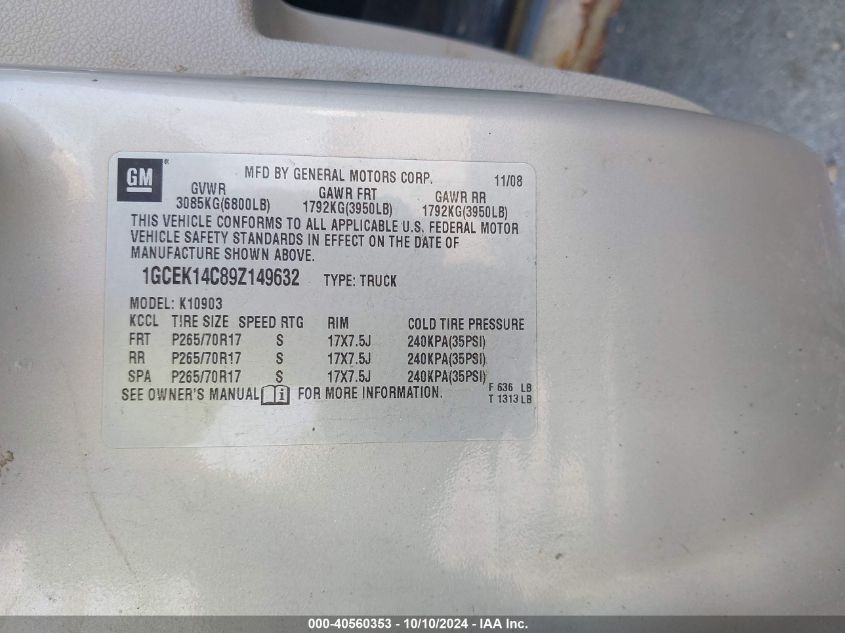 GM ®
MFD BY GENERAL MOTORS CORP. 11/08
GVWR GAWR FRT GAWR RR
3085KG(6800LB) 1792KG(3950LB) 1792KG(3950LB)
THIS VEHICLE CONFORMS TO ALL APPLICABLE U.S. FEDERAL MOTOR
VEHICLE SAFETY STANDARDS IN EFFECT ON THE DATE OF
MANUFACTURE SHOWN ABOVE.
1GCEK14C89Z149632 TYPE: TRUCK
MODEL: K10903
KCCL TIRE SIZE SPEED RTG RIM COLD TIRE PRESSURE
FRT P265/70R17 S 17X7.5J 240KPA(35PSI)
RR P265/70R17 S 17X7.5J 240KPA(35PSI)
SPA P265/70R17 S 17X7.5J 240KPA(35PSI)
SEE OWNER'S MANUAL i FOR MORE INFORMATION. F 636 LB
T 1313 LB
000-40560353 - 10/10/2024 - IAA Inc.